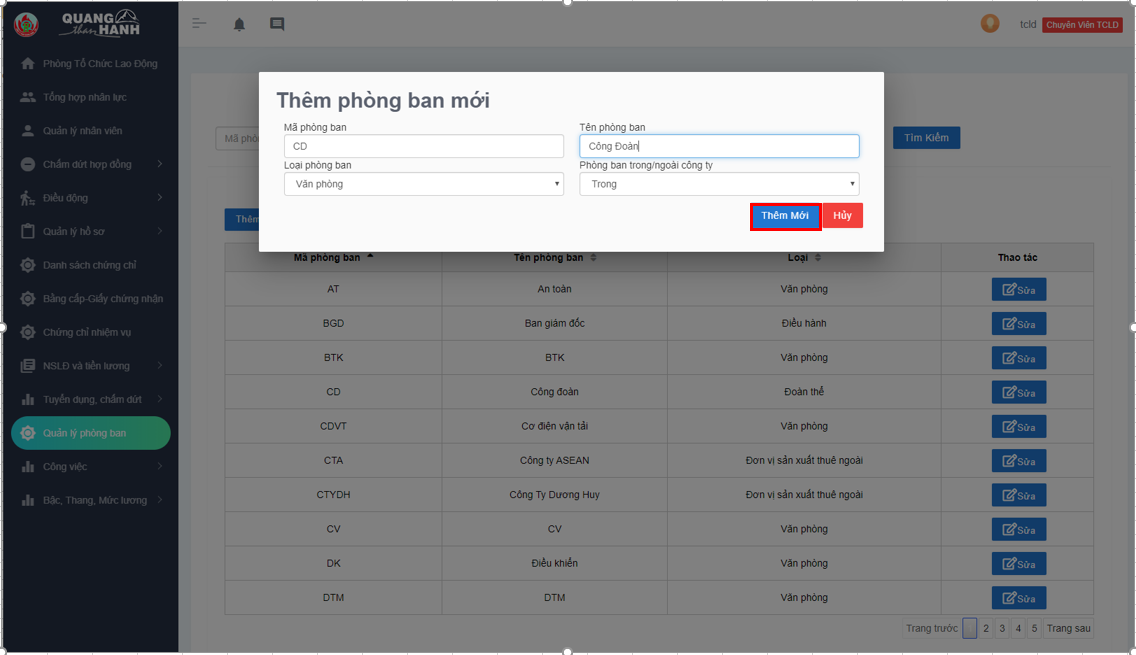 QUANG
than HANH
tcld Chuyên Viên TCLD
Phòng Tổ Chức Lao Động
Tổng hợp nhân lực
Quản lý nhân viên
Chấm dứt hợp đồng
Điều động
Quản lý hồ sơ
Danh sách chứng chỉ
Bằng cấp-Giấy chứng nhận
Chứng chỉ nhiệm vụ
NSLĐ và tiền lương
Tuyển dụng, chấm dứt
Quản lý phòng ban
Công việc
Bậc, Thang, Mức lương
Thêm phòng ban mới
Mã phòng ban Tên phòng ban
CD Công Đoàn
Loại phòng ban Phòng ban trong/ngoài công ty
Văn phòng Trong
Thêm Mới Hủy
Tìm Kiếm
Thêm
Mã phòng ban Tên phòng ban Loại Thao tác
AT An toàn Văn phòng Sửa
BGD Ban giám đốc Điều hành Sửa
BTK BTK Văn phòng Sửa
CD Công đoàn Đoàn thể Sửa
CDVT Cơ điện vận tải Văn phòng Sửa
CTA Công ty ASEAN Đơn vị sản xuất thuê ngoài Sửa
CTYDH Công Ty Dương Huy Đơn vị sản xuất thuê ngoài Sửa
CV CV Văn phòng Sửa
DK Điều khiển Văn phòng Sửa
DTM DTM Văn phòng Sửa
Trang trước 2 3 4 5 Trang sau